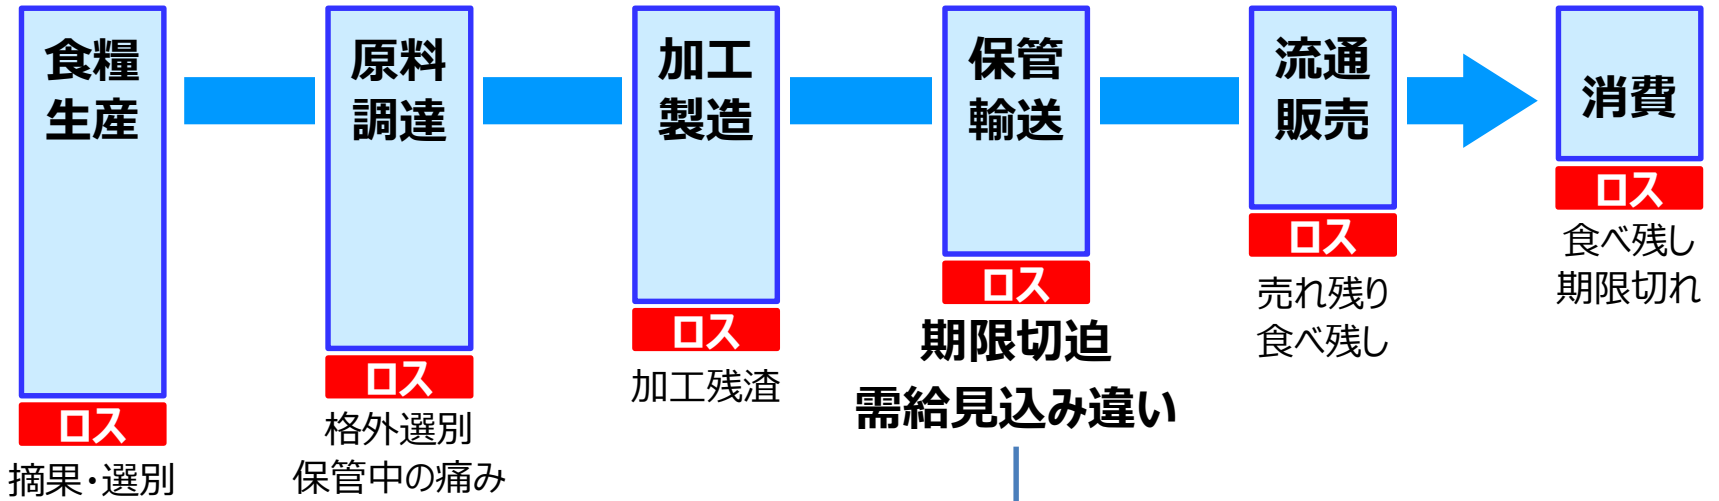 食糧
生産
ロス
摘果・選別
原料
調達
ロス
格外選別
保管中の痛み
加工
製造
ロス
加工残渣
保管
輸送
ロス
期限切迫
需給見込み違い
流通
販売
ロス
売れ残り
食べ残し
消費
ロス
食べ残し
期限切れ